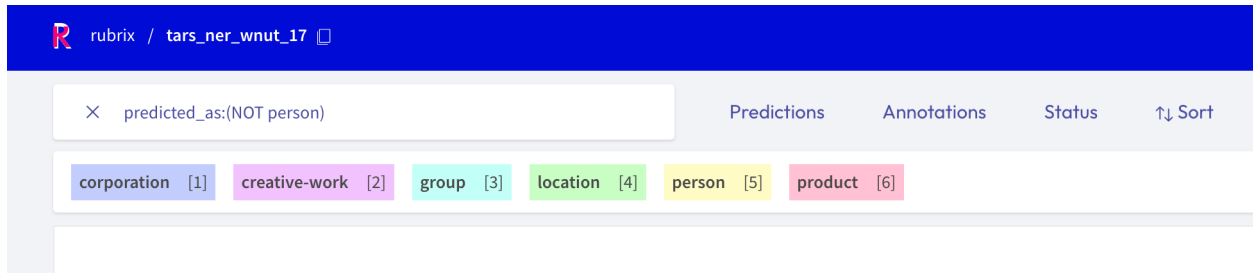 R rubrix / tars_ner_wnut_17
predicted_as:(NOT person) Predictions Annotations Status Sort
corporation [1] creative-work [2] group [3] location [4] person [5] product [6]